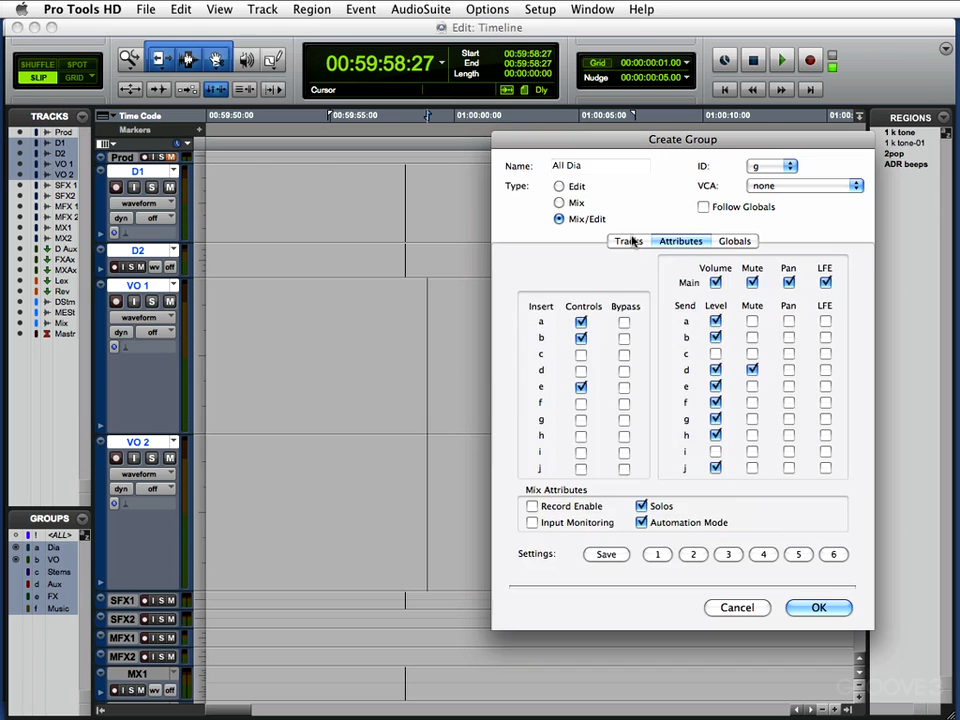 Pro Tools HD File Edit View Track Region Event AudioSuite Options Setup Window Help
Edit: Timeline
SHUFFLE SPOT
SLIP GRID
00:59:58:27
Start 00:59:58:27
End 00:59:58:27
Length 00:00:00:00
Cursor
Dly
Grid 00:00:00:01.00
Nudge 00:00:00:05.00
TRACKS
Time Code 00:59:50:00 00:59:55:00 01:00:00:00 01:00:05:00 01:00:10:00 01:00:
Markers
REGIONS
Prod
D1
D2
VO 1
VO 2
SFX 1
SFX2
MFX 1
MFX 2
MX1
MX2
D Aux
FXAx
MXAx
Lex
Rev
DStm
MESt
Mix
Mastr
GROUPS
! <ALL>
a Dia
b VO
c Stems
d Aux
e FX
f Music
Prod I S M
D1
I S M
waveform
dyn off
D2
I S M wv off
VO 1
I S M
waveform
dyn off
VO 2
I S M
waveform
dyn off
SFX1 I S M
SFX2 I S M
MFX1 I S M
MFX2 I S M
MX1
I S M wv off
1 k tone
1 k tone-01
2pop
ADR beeps
Create Group
Name: All Dia
ID: g
Type: Edit
Mix
Mix/Edit
VCA: none
Follow Globals
Tracks Attributes Globals
Volume Mute Pan LFE
Main
Insert Controls Bypass
Send Level Mute Pan LFE
a a
b b
c c
d d
e e
f f
g g
h h
i i
j j
Mix Attributes
Record Enable Solos
Input Monitoring Automation Mode
Settings: Save 1 2 3 4 5 6
Cancel OK
GROOVE 3